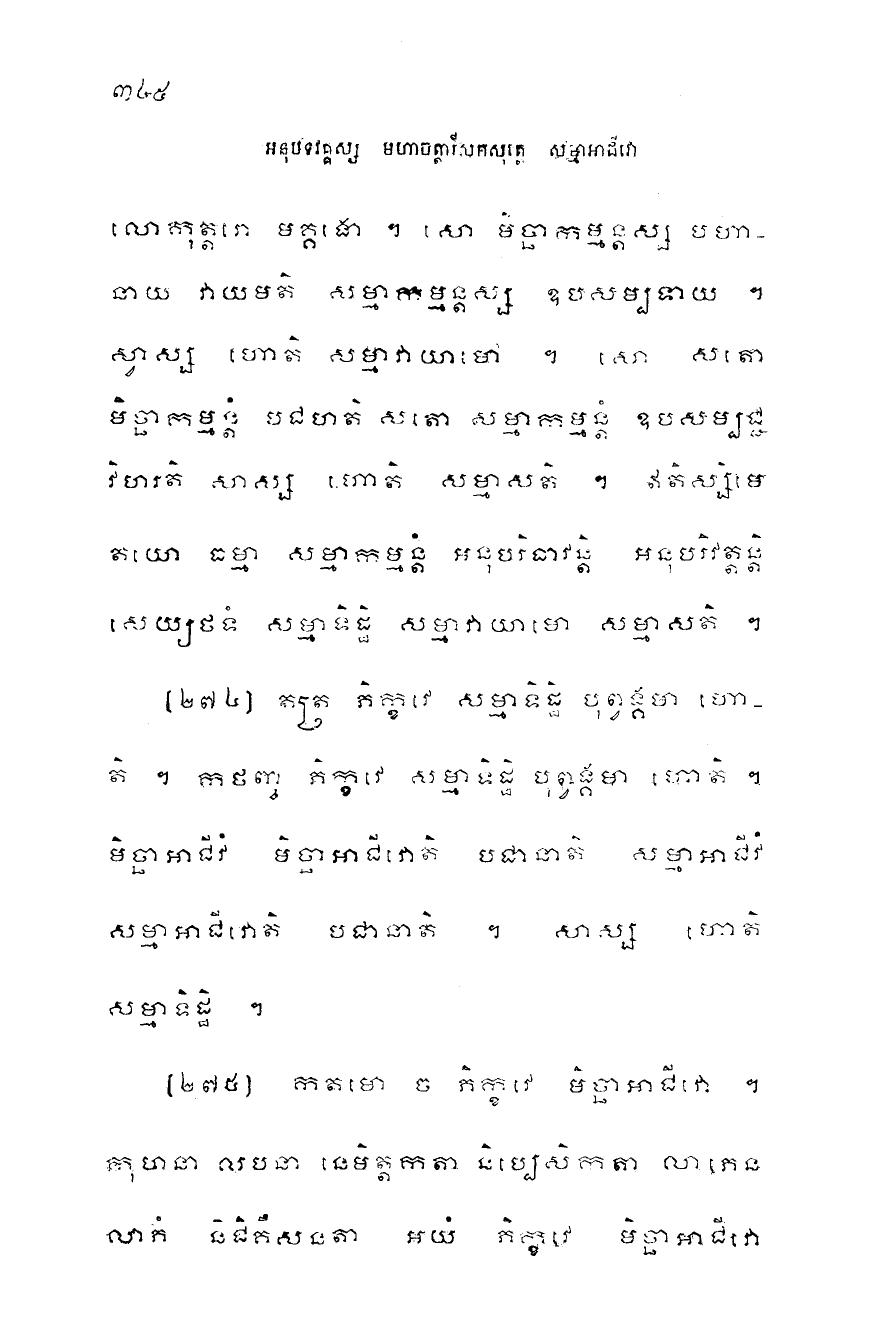 ៣៤៥
អនុបទវគ្គស្ស មហាចត្តារីសកសុត្តេ សម្មាអាជីវោ
លោកុត្តរោ មគ្គង្គោ ។ សោ មិច្ឆាកម្មន្តស្ស បហា-
នាយ វាយមតិ សម្មាកម្មន្តស្ស ឧបសម្បទាយ ។
ស្វាស្ស ហោតិ សម្មាវាយាមោ ។ សោ សតោ
មិច្ឆាកម្មន្តំ បជហតិ សតោ សម្មាកម្មន្តំ ឧបសម្បជ្ជ
វិហរតិ សាស្ស ហោតិ សម្មាសតិ ។ ឥតិស្សិមេ
តយោ ធម្មា សម្មាកម្មន្តំ អនុបរិធាវន្តិ អនុបរិវត្តន្តិ
សេយ្យថទំ សម្មាទិដ្ឋិ សម្មាវាយាមោ សម្មាសតិ ។
[២៧៤] តត្រ ភិក្ខវេ សម្មាទិដ្ឋិ បុព្វង្គមា ហោ-
តិ ។ កថញ្ច ភិក្ខវេ សម្មាទិដ្ឋិ បុព្វង្គមា ហោតិ ។
មិច្ឆាអាជីវំ មិច្ឆាអាជីវោតិ បជានាតិ សម្មាអាជីវំ
សម្មាអាជីវោតិ បជានាតិ ។ សាស្ស ហោតិ
សម្មាទិដ្ឋិ ។
[២៧៥] កតមោ ច ភិក្ខវេ មិច្ឆាអាជីវោ ។
កុហនា លបនា នេមិត្តកតា និប្បេសិកតា លាភេន
លាភំ និជិគឹសនតា អយំ ភិក្ខវេ មិច្ឆាអាជីវោ